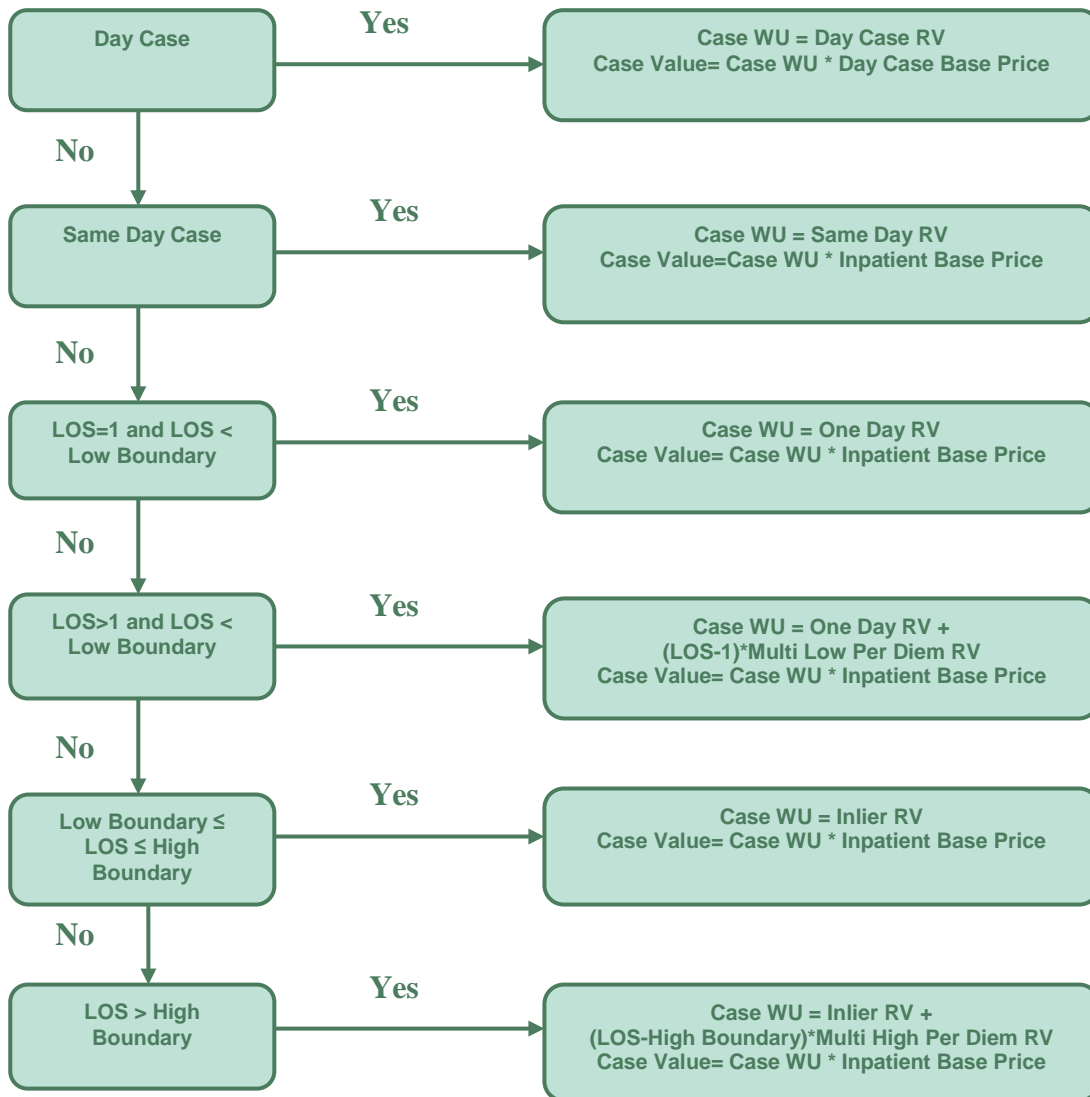 Day Case
Yes
Case WU = Day Case RV
Case Value= Case WU * Day Case Base Price
No
Same Day Case
Yes
Case WU = Same Day RV
Case Value=Case WU * Inpatient Base Price
No
LOS=1 and LOS <
Low Boundary
Yes
Case WU = One Day RV
Case Value= Case WU * Inpatient Base Price
No
LOS>1 and LOS <
Low Boundary
Yes
Case WU = One Day RV +
(LOS-1)*Multi Low Per Diem RV
Case Value= Case WU * Inpatient Base Price
No
Low Boundary ≤
LOS ≤ High
Boundary
Yes
Case WU = Inlier RV
Case Value= Case WU * Inpatient Base Price
No
LOS > High
Boundary
Yes
Case WU = Inlier RV +
(LOS-High Boundary)*Multi High Per Diem RV
Case Value= Case WU * Inpatient Base Price